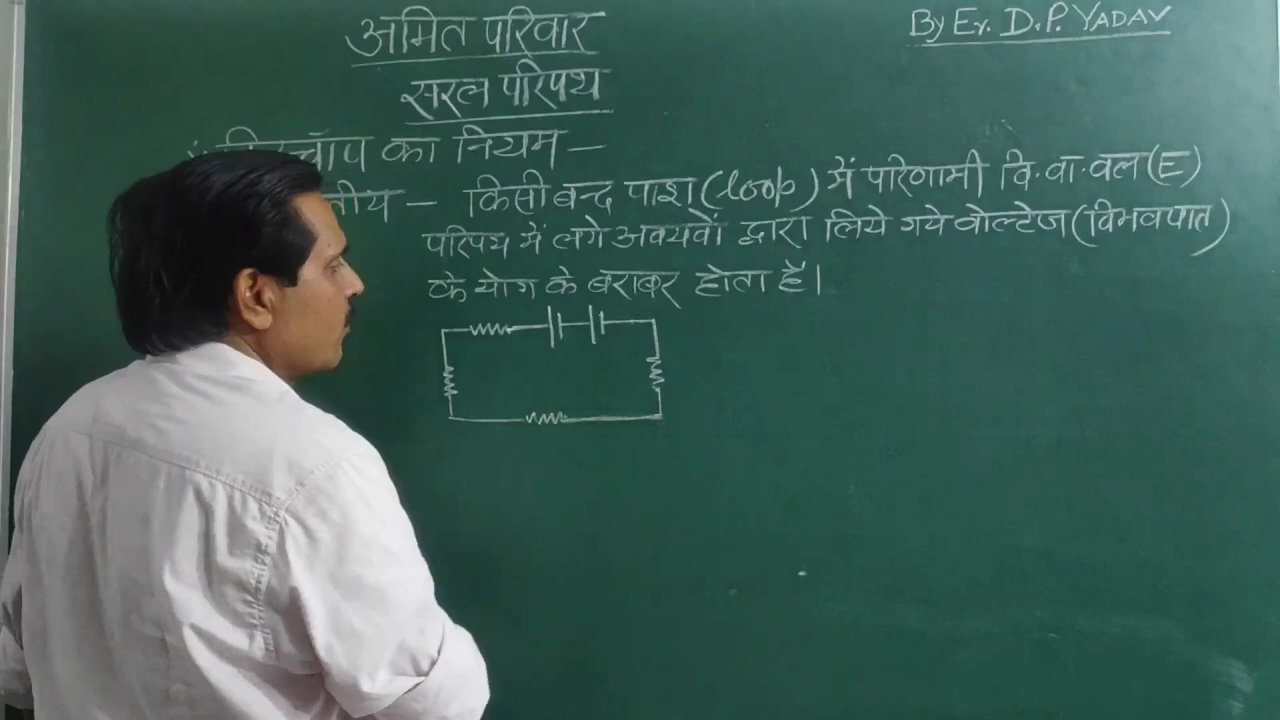 अमित परिवार
By Er. D.P. YADAV
सरल परिपथ
का नियम –
– किसी बन्द पाश (loop) में परिणामी वि. वा. वल (E)
परिपथ में लगे अवयवों द्वारा लिये गये वोल्टेज (विभवपात)
के योग के बराबर होता है।